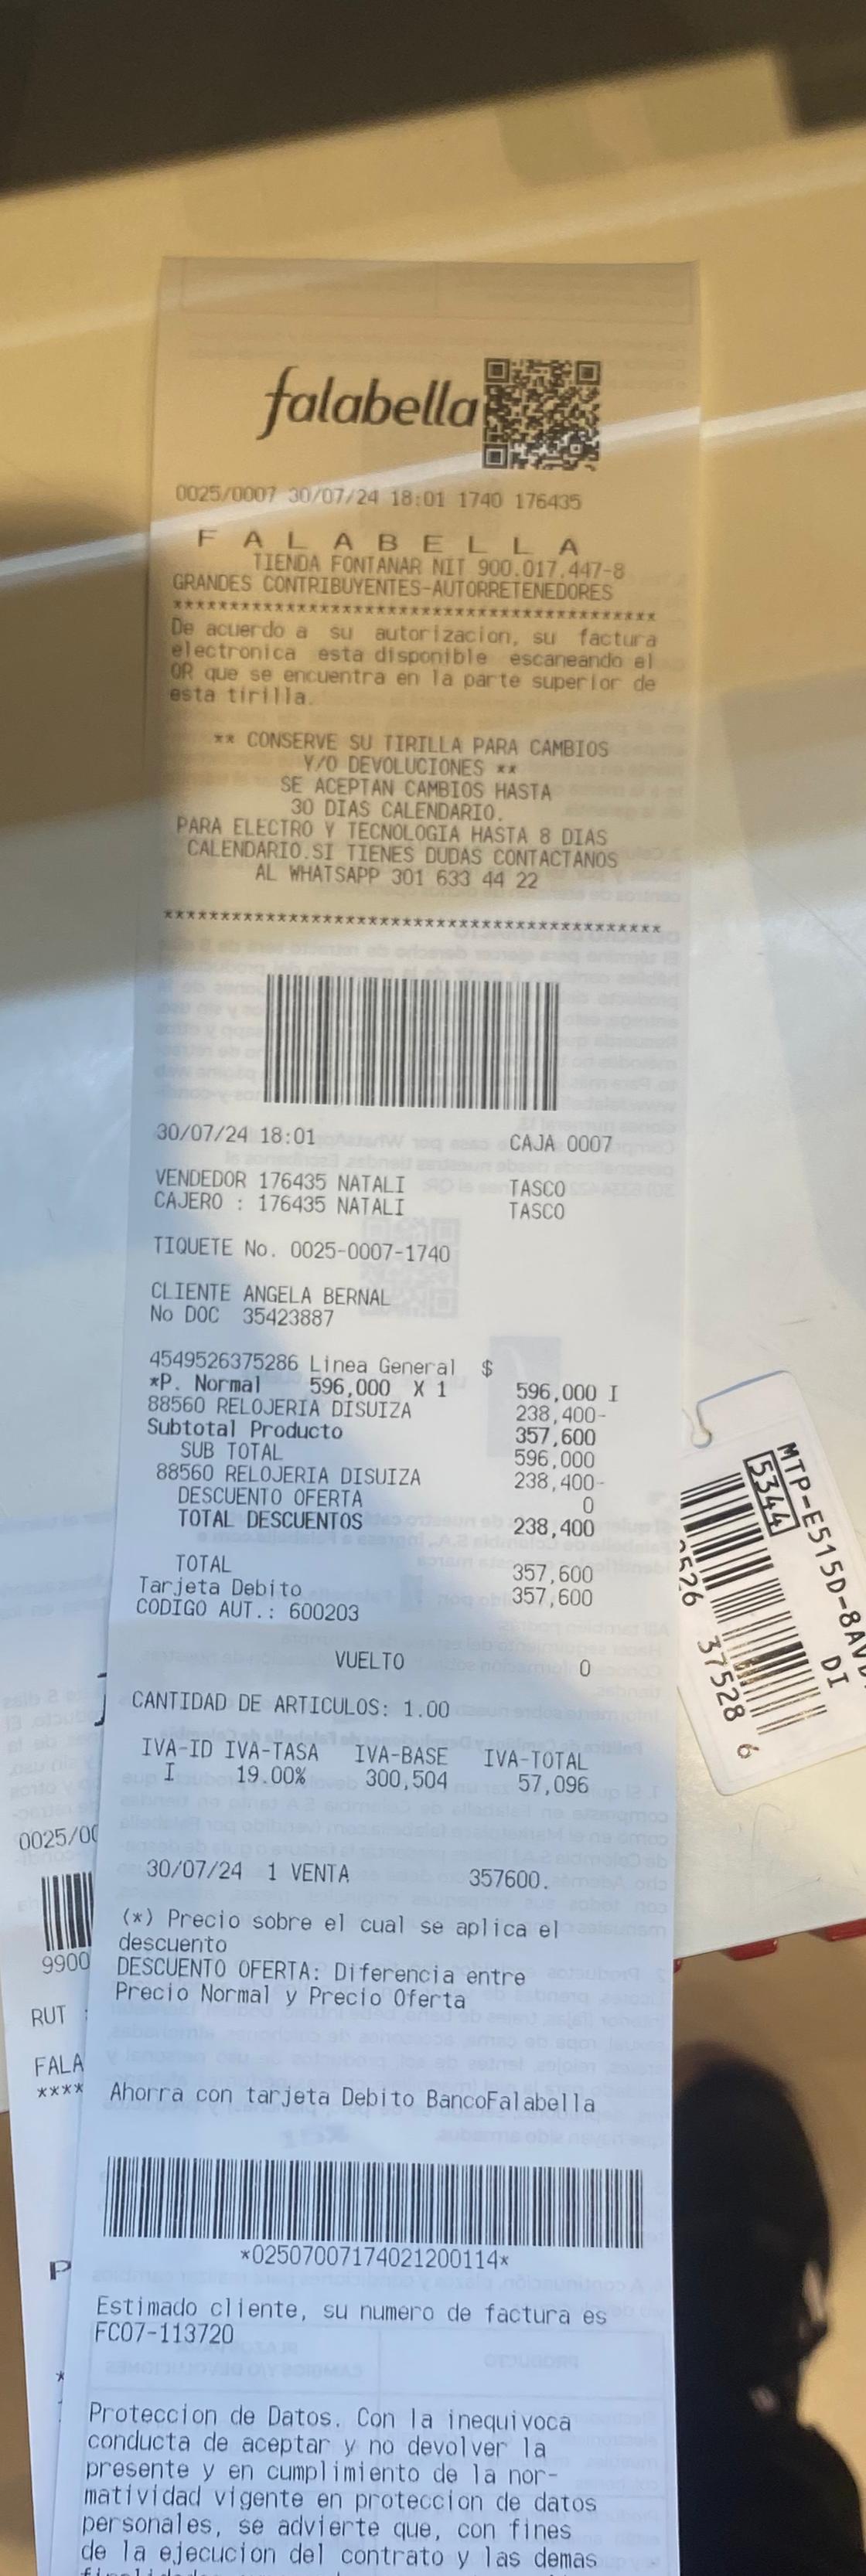 falabella
0025/0007 30/07/24 18:01 1740 176435
F A L A B E L L A
TIENDA FONTANAR NIT 900.017.447-8
GRANDES CONTRIBUYENTES-AUTORRETENEDORES
*******************************************
De acuerdo a su autorizacion, su factura
electronica esta disponible escaneando el
QR que se encuentra en la parte superior de
esta tirilla.
** CONSERVE SU TIRILLA PARA CAMBIOS
Y/O DEVOLUCIONES **
SE ACEPTAN CAMBIOS HASTA
30 DIAS CALENDARIO.
PARA ELECTRO Y TECNOLOGIA HASTA 8 DIAS
CALENDARIO.SI TIENES DUDAS CONTACTANOS
AL WHATSAPP 301 633 44 22
*******************************************
30/07/24 18:01 CAJA 0007
VENDEDOR 176435 NATALI TASCO
CAJERO : 176435 NATALI TASCO
TIQUETE No. 0025-0007-1740
CLIENTE ANGELA BERNAL
No DOC 35423887
4549526375286 Linea General $
*P. Normal 596,000 X 1 596,000 I
88560 RELOJERIA DISUIZA 238,400-
Subtotal Producto 357,600
SUB TOTAL 596,000
88560 RELOJERIA DISUIZA 238,400-
DESCUENTO OFERTA 0
TOTAL DESCUENTOS 238,400
TOTAL 357,600
Tarjeta Debito 357,600
CODIGO AUT.: 600203
VUELTO 0
CANTIDAD DE ARTICULOS: 1.00
IVA-ID IVA-TASA IVA-BASE IVA-TOTAL
I 19.00% 300,504 57,096
30/07/24 1 VENTA 357600.
(*) Precio sobre el cual se aplica el
descuento
DESCUENTO OFERTA: Diferencia entre
Precio Normal y Precio Oferta
Ahorra con tarjeta Debito BancoFalabella
*02507007174021200114*
Estimado cliente, su numero de factura es
FC07-113720
Proteccion de Datos. Con la inequivoca
conducta de aceptar y no devolver la
presente y en cumplimiento de la nor-
matividad vigente en proteccion de datos
personales, se advierte que, con fines
de la ejecucion del contrato y las demas
MTP-E515D-8AV
5344
DI
9526 37528 6
0025/00
9900
RUT :
FALA
****
P